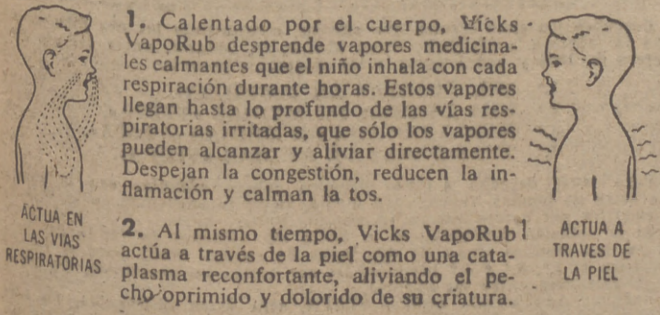 1. Calentado por el cuerpo, Vicks
VapoRub desprende vapores medicina-
les calmantes que el niño inhala con cada
respiración durante horas. Estos vapores
llegan hasta lo profundo de las vías res-
piratorias irritadas, que sólo los vapores
pueden alcanzar y aliviar directamente.
Despejan la congestión, reducen la in-
flamación y calman la tos.
2. Al mismo tiempo, Vicks VapoRub
actúa a través de la piel como una cata-
plasma reconfortante, aliviando el pe-
cho oprimido y dolorido de su criatura.
ACTUA EN
LAS VIAS
RESPIRATORIAS
ACTUA A
TRAVES DE
LA PIEL